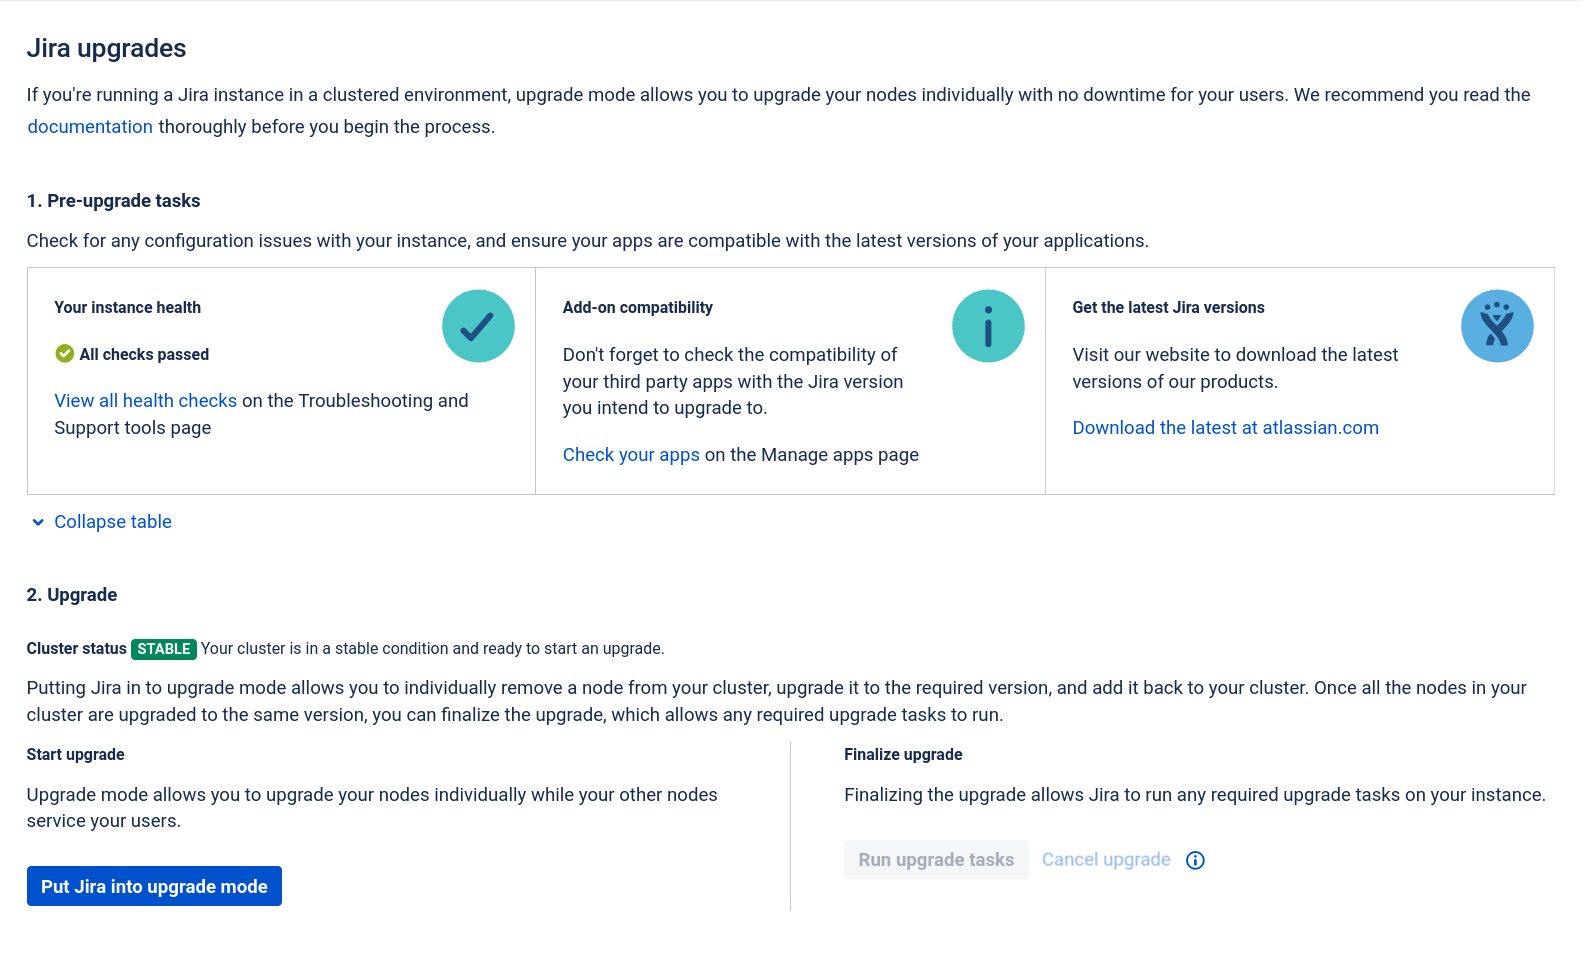 Jira upgrades
If you're running a Jira instance in a clustered environment, upgrade mode allows you to upgrade your nodes individually with no downtime for your users. We recommend you read the
documentation thoroughly before you begin the process.
1. Pre-upgrade tasks
Check for any configuration issues with your instance, and ensure your apps are compatible with the latest versions of your applications.
Your instance health
All checks passed
View all health checks on the Troubleshooting and
Support tools page
Add-on compatibility
Don't forget to check the compatibility of
your third party apps with the Jira version
you intend to upgrade to.
Check your apps on the Manage apps page
Get the latest Jira versions
Visit our website to download the latest
versions of our products.
Download the latest at atlassian.com
Collapse table
2. Upgrade
Cluster status STABLE Your cluster is in a stable condition and ready to start an upgrade.
Putting Jira in to upgrade mode allows you to individually remove a node from your cluster, upgrade it to the required version, and add it back to your cluster. Once all the nodes in your
cluster are upgraded to the same version, you can finalize the upgrade, which allows any required upgrade tasks to run.
Start upgrade
Upgrade mode allows you to upgrade your nodes individually while your other nodes
service your users.
Put Jira into upgrade mode
Finalize upgrade
Finalizing the upgrade allows Jira to run any required upgrade tasks on your instance.
Run upgrade tasks Cancel upgrade